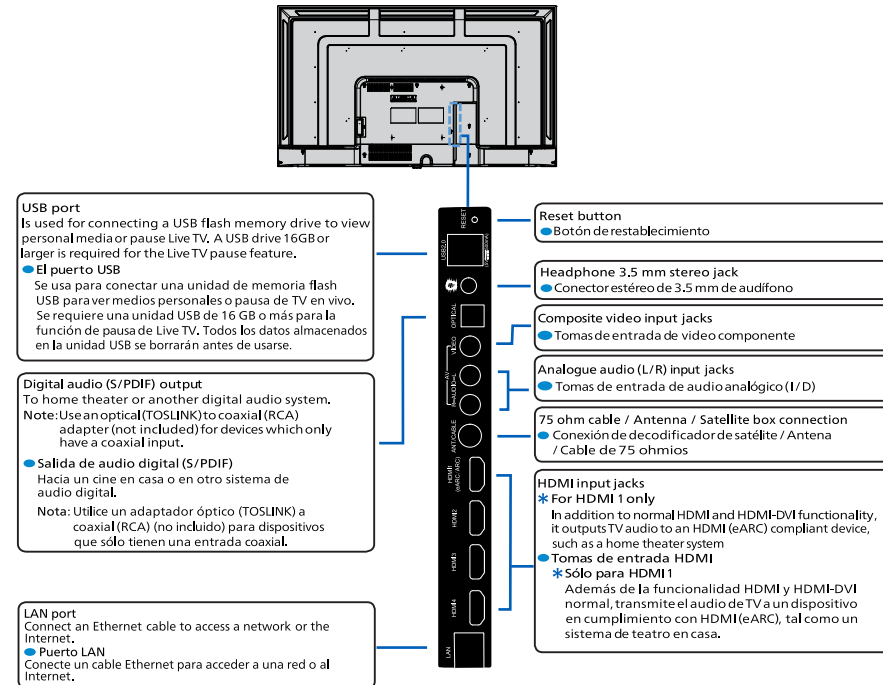 USB port
Is used for connecting a USB flash memory drive to view
personal media or pause Live TV. A USB drive 16GB or
larger is required for the Live TV pause feature.
El puerto USB
Se usa para conectar una unidad de memoria flash
USB para ver medios personales o pausa de TV en vivo.
Se requiere una unidad USB de 16 GB o más para la
función de pausa de Live TV. Todos los datos almacenados
en la unidad USB se borrarán antes de usarse.
Digital audio (S/PDIF) output
To home theater or another digital audio system.
Note: Use an optical (TOSLINK) to coaxial (RCA)
adapter (not included) for devices which only
have a coaxial input.
Salida de audio digital (S/PDIF)
Hacia un cine en casa o en otro sistema de
audio digital.
Nota: Utilice un adaptador óptico (TOSLINK) a
coaxial (RCA) (no incluido) para dispositivos
que sólo tienen una entrada coaxial.
LAN port
Connect an Ethernet cable to access a network or the
Internet.
Puerto LAN
Conecte un cable Ethernet para acceder a una red o al
Internet.
RESET
USB2.0
OPTICAL
VIDEO
AV
R-AUDIO-L
ANT/CABLE
HDMI1
(eARC/ARC)
HDMI2
HDMI3
HDMI4
LAN
Reset button
Botón de restablecimiento
Headphone 3.5 mm stereo jack
Conector estéreo de 3.5 mm de audífono
Composite video input jacks
Tomas de entrada de video componente
Analogue audio (L/R) input jacks
Tomas de entrada de audio analógico (I/D)
75 ohm cable / Antenna / Satellite box connection
Conexión de decodificador de satélite / Antena
/ Cable de 75 ohmios
HDMI input jacks
* For HDMI 1 only
In addition to normal HDMI and HDMI-DVI functionality,
it outputs TV audio to an HDMI (eARC) compliant device,
such as a home theater system
Tomas de entrada HDMI
* Sólo para HDMI 1
Además de la funcionalidad HDMI y HDMI-DVI
normal, transmite el audio de TV a un dispositivo
en cumplimiento con HDMI (eARC), tal como un
sistema de teatro en casa.